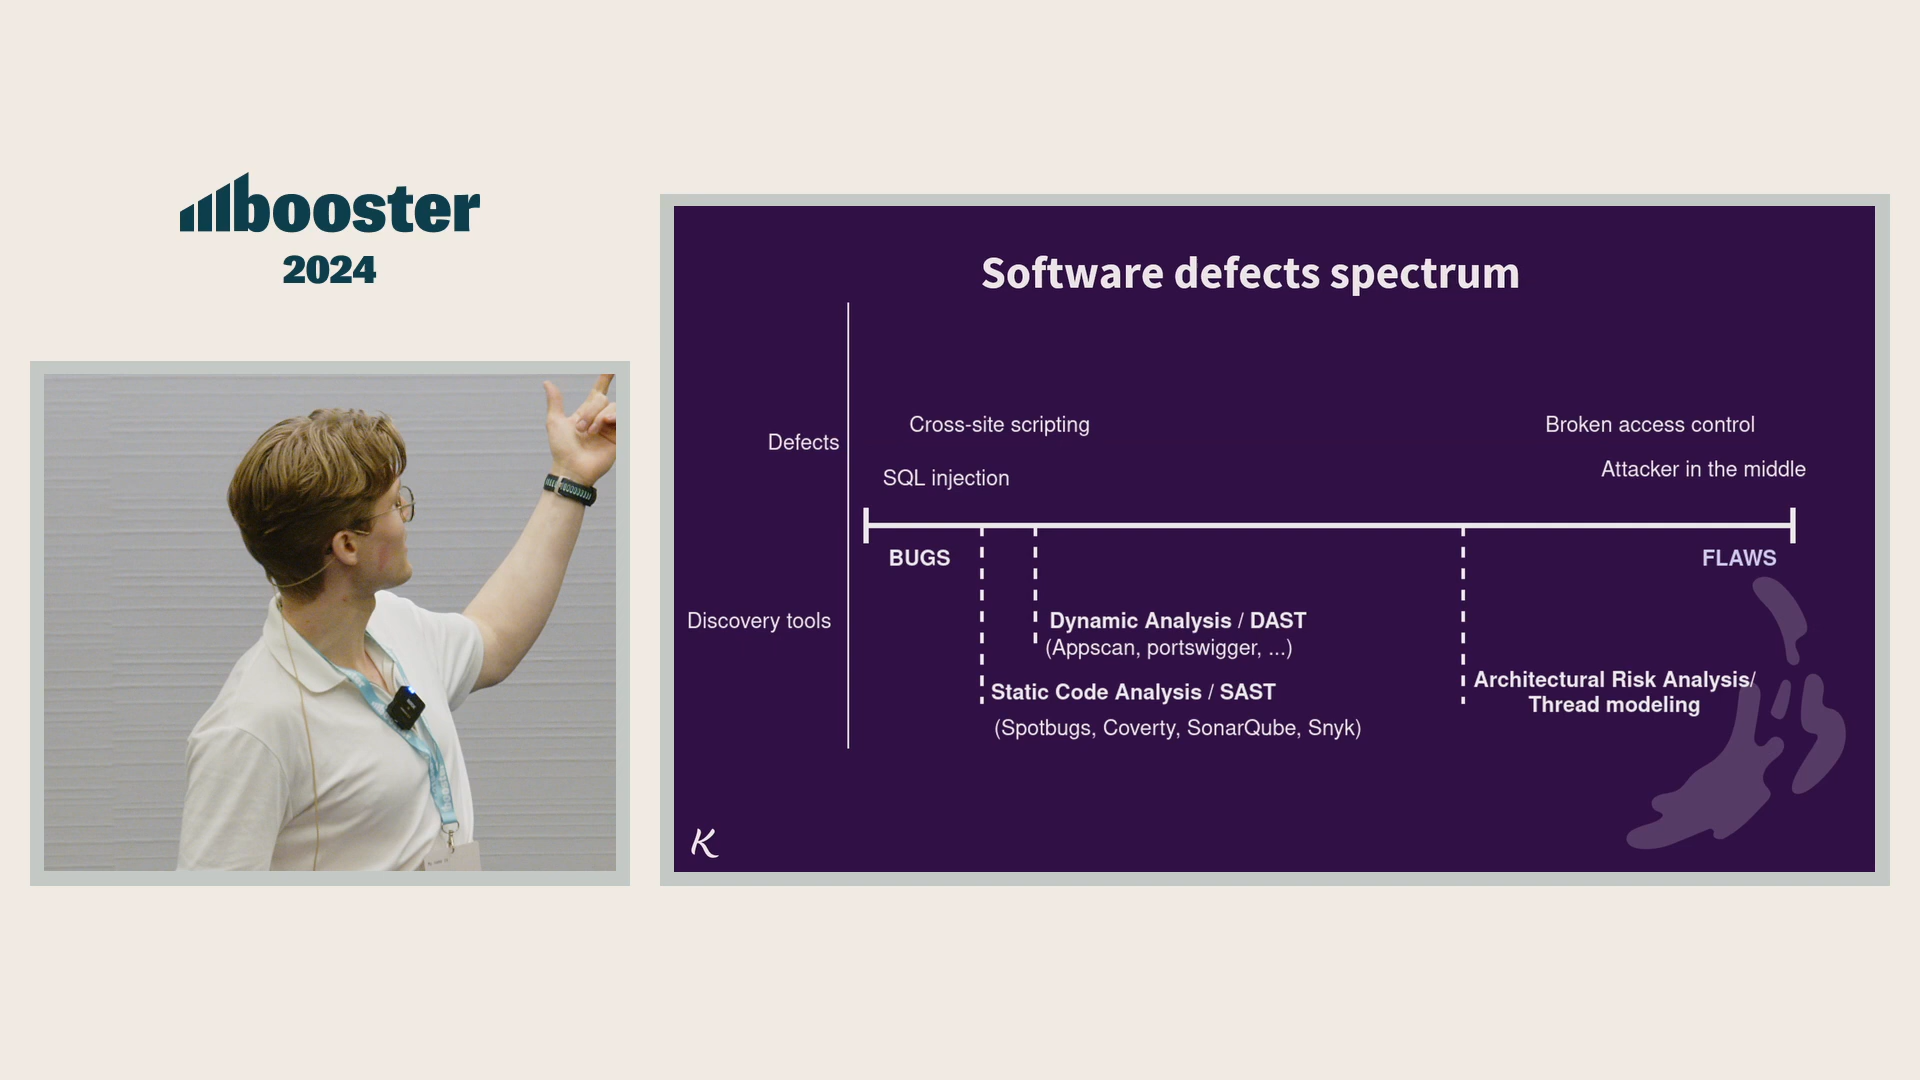 booster
2024
Software defects spectrum
Cross-site scripting
Broken access control
Defects
Attacker in the middle
SQL injection
BUGS
FLAWS
Discovery tools
Dynamic Analysis / DAST
(Appscan, portswigger, ...)
Architectural Risk Analysis/
Thread modeling
Static Code Analysis / SAST
(Spotbugs, Coverty, SonarQube, Snyk)
K